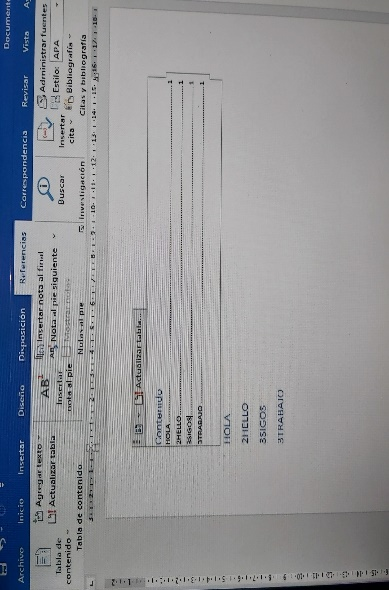 Document
Archivo Inicio Insertar Diseño Disposición Referencias Correspondencia Revisar Vista
Tabla de contenido
Agregar texto
Actualizar tabla
AB1
Insertar nota al pie
Insertar nota al final
Nota al pie siguiente
Mostrar notas
Buscar
Insertar cita
Administrar fuentes
Estilo: APA
Bibliografía
Tabla de contenido
Notas al pie
Investigación
Citas y bibliografía
Actualizar tabla...
Contenido
HOLA 1
2HELLO 1
3SIGOS 1
3TRABAJO 1
HOLA
2HELLO
3SIGOS
3TRABAJO